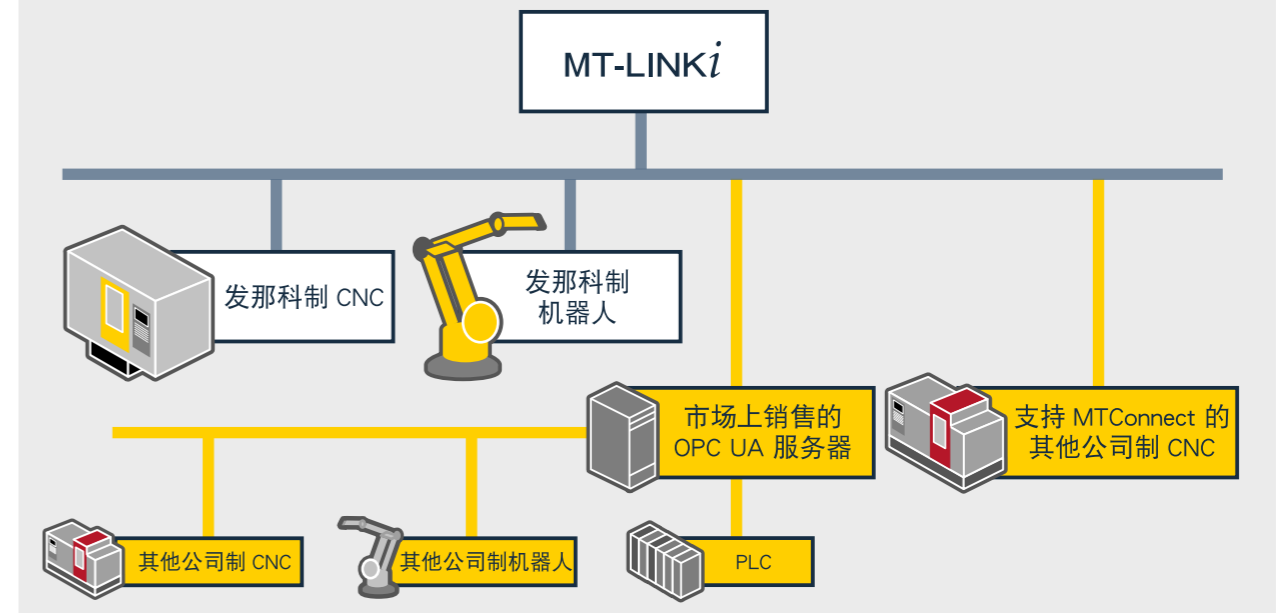 MT-LINKi
发那科制 CNC
发那科制
机器人
市场上销售的
OPC UA 服务器
支持 MTConnect 的
其他公司制 CNC
其他公司制 CNC
其他公司制机器人
PLC